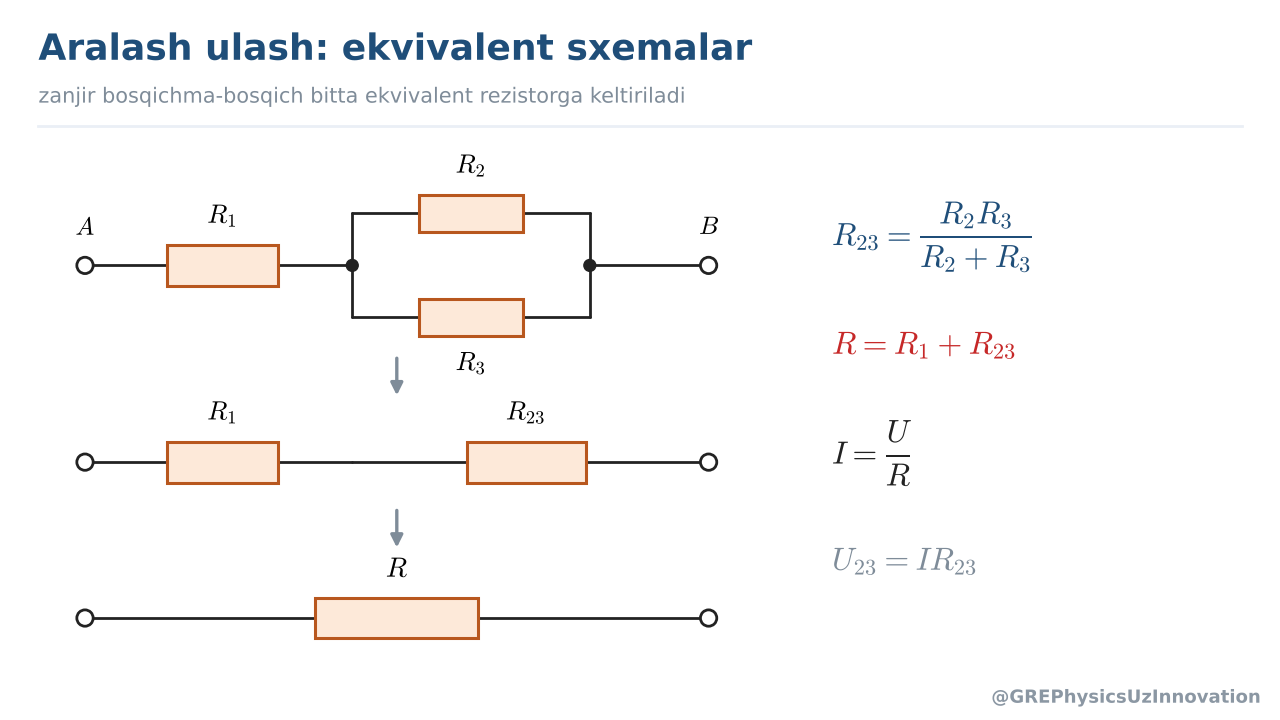 Aralash ulash: ekvivalent sxemalar
zanjir bosqichma-bosqich bitta ekvivalent rezistorga keltiriladi
R₂
A
R₁
B
R₃
R₁
R₂₃
R
R₂₃ = R₂R₃ / (R₂ + R₃)
R = R₁ + R₂₃
I = U / R
U₂₃ = IR₂₃
@GREPhysicsUzInnovation